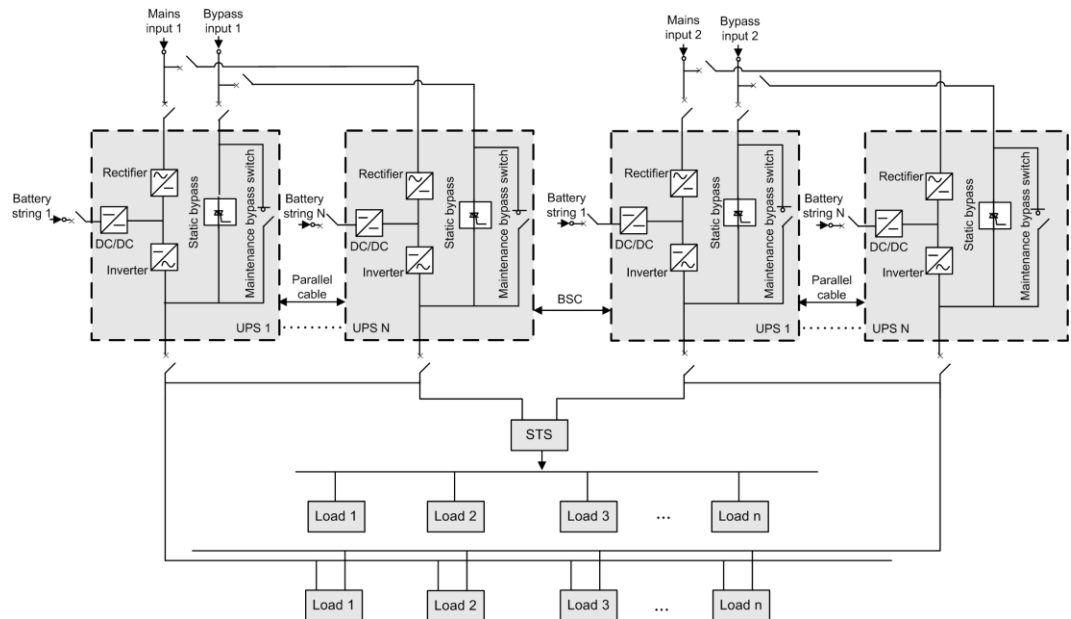 Mains
input 1
Bypass
input 1
Mains
input 2
Bypass
input 2
Rectifier
Battery
string 1
DC/DC
Inverter
Static bypass
Maintenance bypass switch
UPS 1
Parallel
cable
Rectifier
Battery
string N
DC/DC
Inverter
Static bypass
Maintenance bypass switch
UPS N
BSC
Rectifier
Battery
string 1
DC/DC
Inverter
Static bypass
Maintenance bypass switch
UPS 1
Parallel
cable
Rectifier
Battery
string N
DC/DC
Inverter
Static bypass
Maintenance bypass switch
UPS N
STS
Load 1
Load 2
Load 3
...
Load n
Load 1
Load 2
Load 3
...
Load n